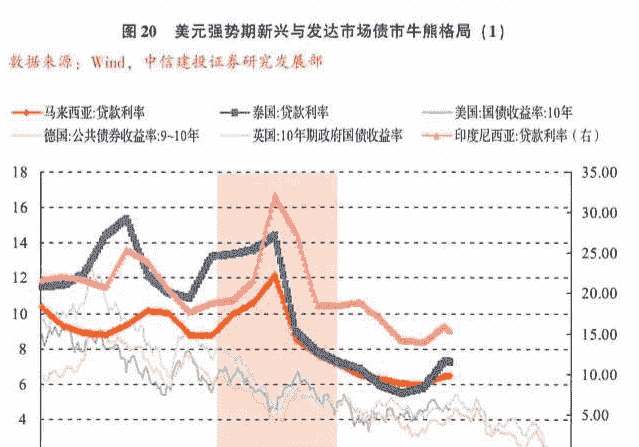 图 20 美元强势期新兴与发达市场债市牛熊格局（1）
数据来源：Wind，中信建投证券研究发展部
马来西亚:贷款利率 泰国:贷款利率 美国:国债收益率:10年
德国:公共债券收益率:9~10年 英国:10年期政府国债收益率 印度尼西亚:贷款利率（右）
18 35.00
16 30.00
14 25.00
12 20.00
10 15.00
8 10.00
6 5.00
4